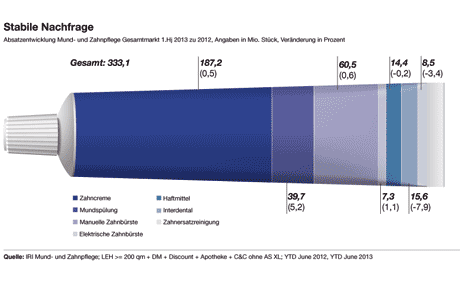 Stabile Nachfrage
Absatzentwicklung Mund- und Zahnpflege Gesamtmarkt 1.Hj 2013 zu 2012, Angaben in Mio. Stück, Veränderung in Prozent
Gesamt: 333,1
187,2
(0,5)
60,5
(0,6)
14,4
(-0,2)
8,5
(-3,4)
39,7
(5,2)
7,3
(1,1)
15,6
(-7,9)
Zahncreme
Mundspülung
Manuelle Zahnbürste
Elektrische Zahnbürste
Haftmittel
Interdental
Zahnersatzreinigung
Quelle: IRI Mund- und Zahnpflege; LEH >= 200 qm + DM + Discount + Apotheke + C&C ohne AS XL; YTD June 2012, YTD June 2013